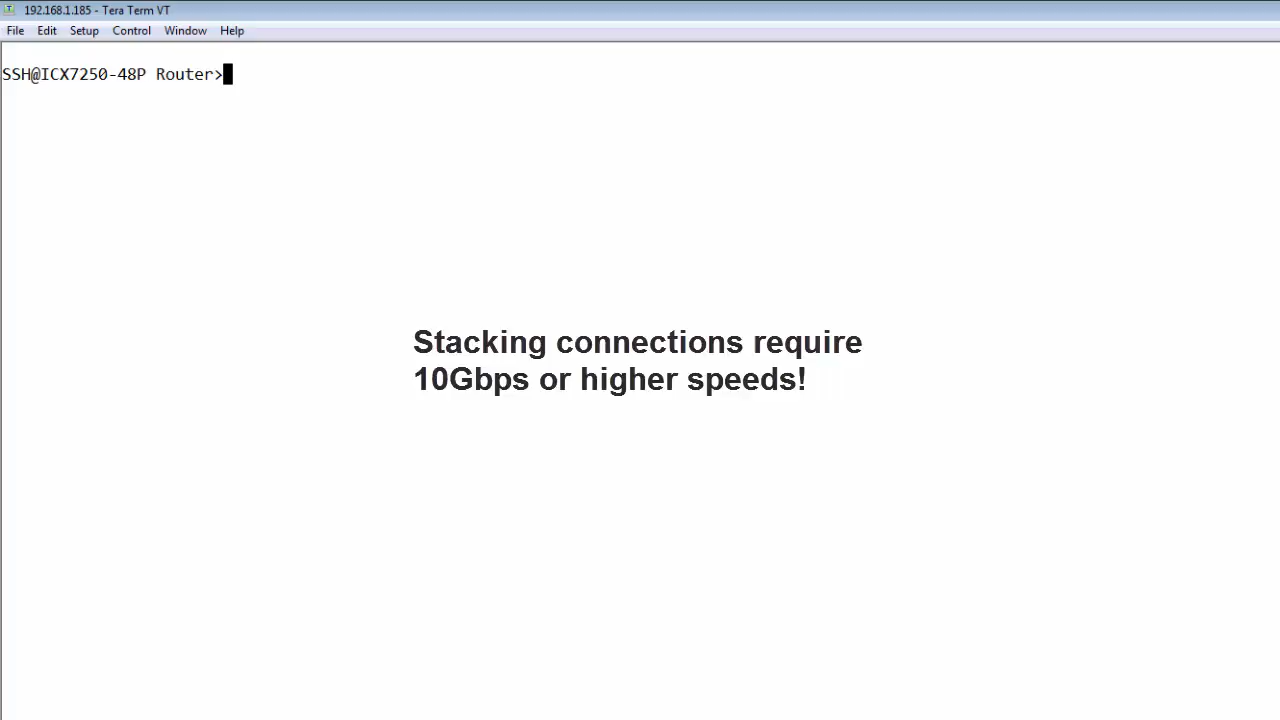 192.168.1.185 - Tera Term VT
File Edit Setup Control Window Help
SSH@ICX7250-48P Router>
Stacking connections require
10Gbps or higher speeds!